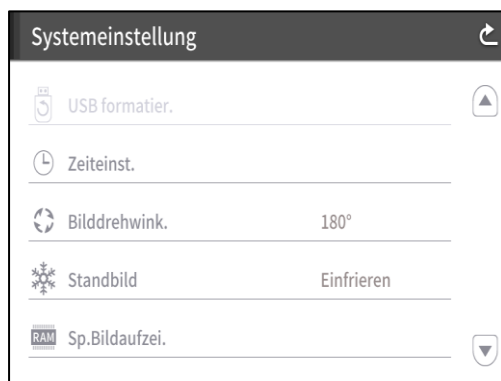 Systemeinstellung
USB formatier.
Zeiteinst.
Bilddrehwink. 180°
Standbild Einfrieren
RAM Sp.Bildaufzei.